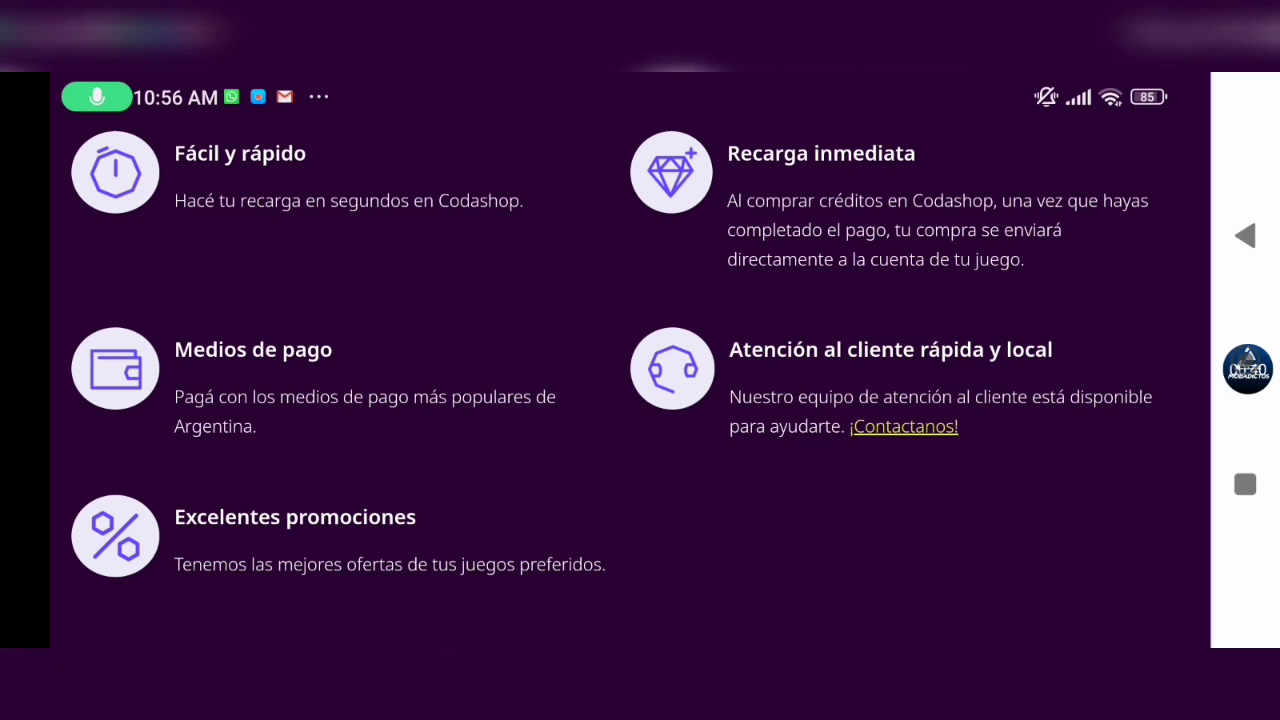 10:56 AM
85
Fácil y rápido
Hacé tu recarga en segundos en Codashop.
Recarga inmediata
Al comprar créditos en Codashop, una vez que hayas
completado el pago, tu compra se enviará
directamente a la cuenta de tu juego.
Medios de pago
Pagá con los medios de pago más populares de
Argentina.
Atención al cliente rápida y local
Nuestro equipo de atención al cliente está disponible
para ayudarte. ¡Contactanos!
Excelentes promociones
Tenemos las mejores ofertas de tus juegos preferidos.